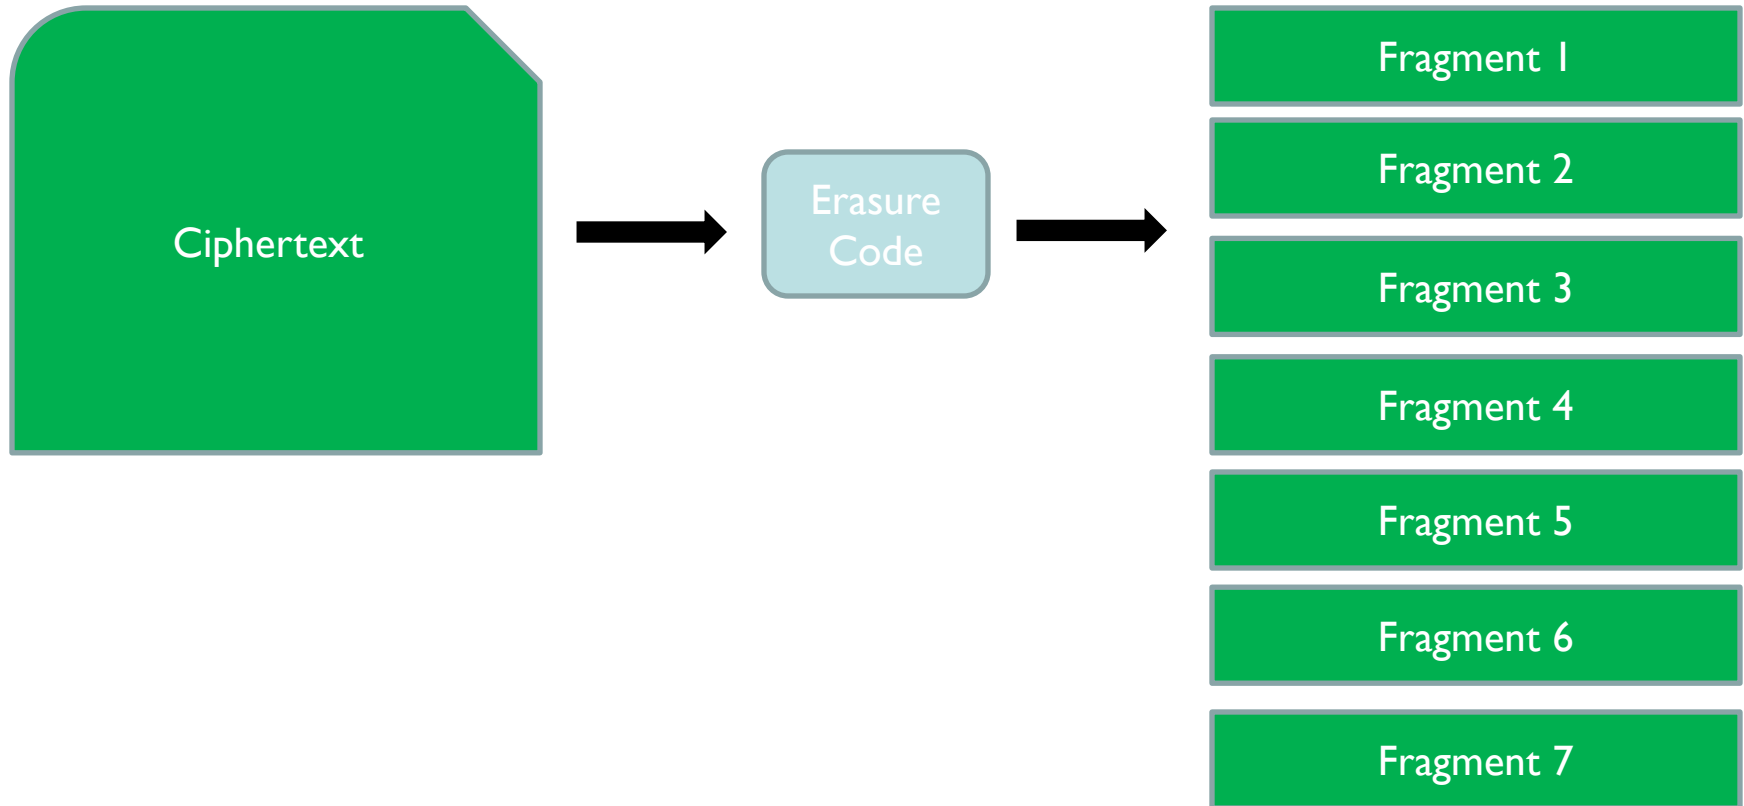 Ciphertext
Erasure
Code
Fragment 1
Fragment 2
Fragment 3
Fragment 4
Fragment 5
Fragment 6
Fragment 7